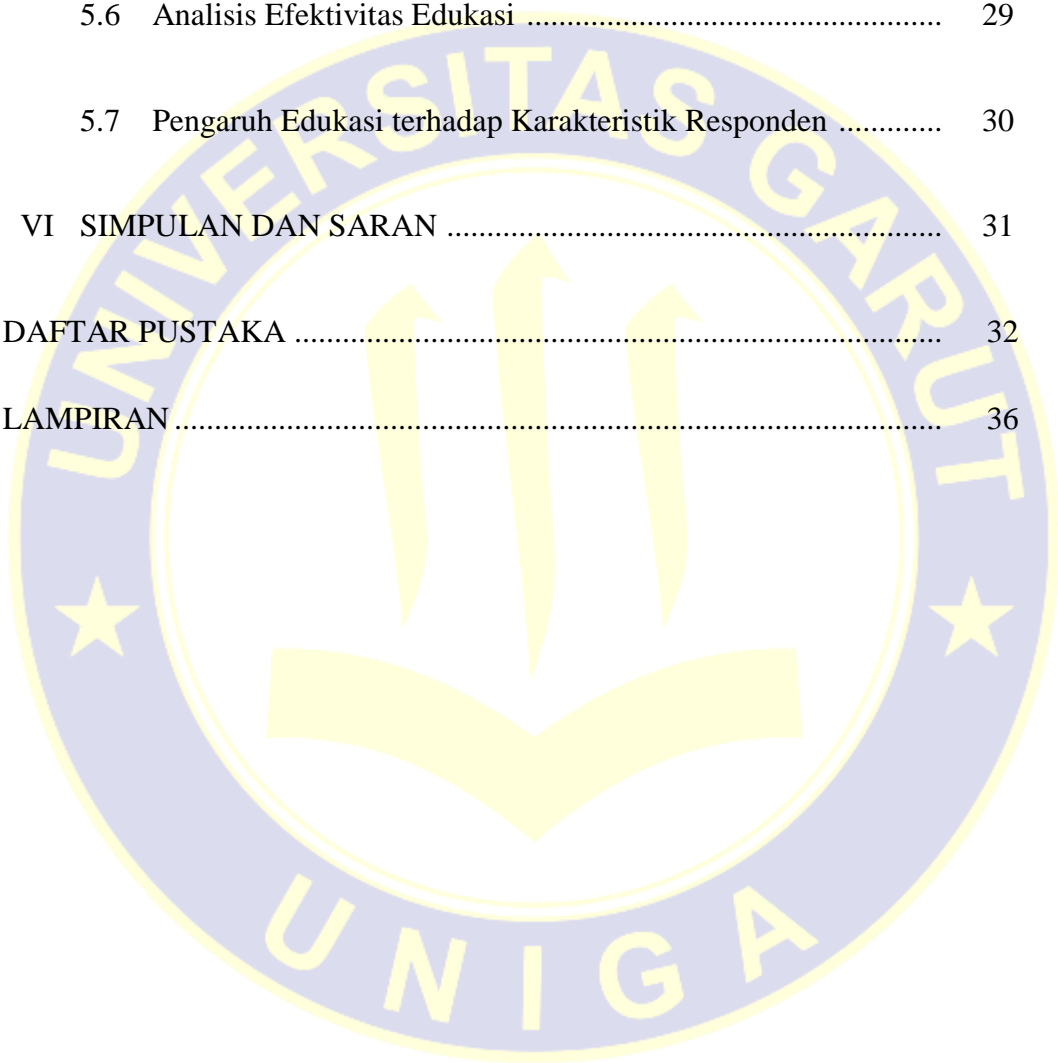 5.6 Analisis Efektivitas Edukasi ........................................................ 29
5.7 Pengaruh Edukasi terhadap Karakteristik Responden ............. 30
VI SIMPULAN DAN SARAN ............................................................... 31
DAFTAR PUSTAKA ................................................................................... 32
LAMPIRAN ................................................................................................. 36
UNIVERSITAS GARUT
UNIGA